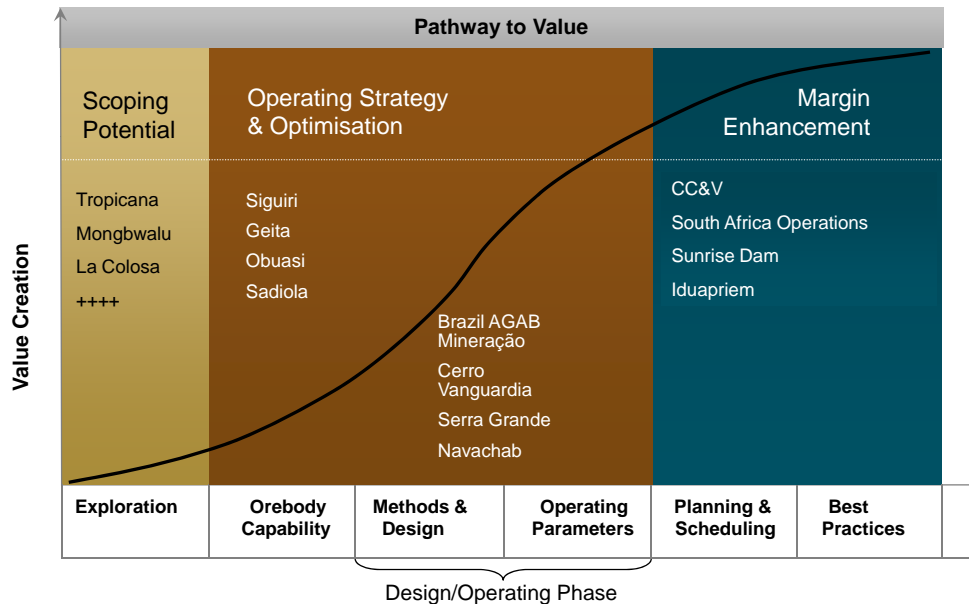 Pathway to Value
Value Creation
Scoping
Potential
Operating Strategy
& Optimisation
Margin
Enhancement
Tropicana
Mongbwalu
La Colosa
++++
Siguiri
Geita
Obuasi
Sadiola
Brazil AGAB
Mineração
Cerro
Vanguardia
Serra Grande
Navachab
CC&V
South Africa Operations
Sunrise Dam
Iduapriem
Exploration
Orebody
Capability
Methods &
Design
Operating
Parameters
Planning &
Scheduling
Best
Practices
Design/Operating Phase